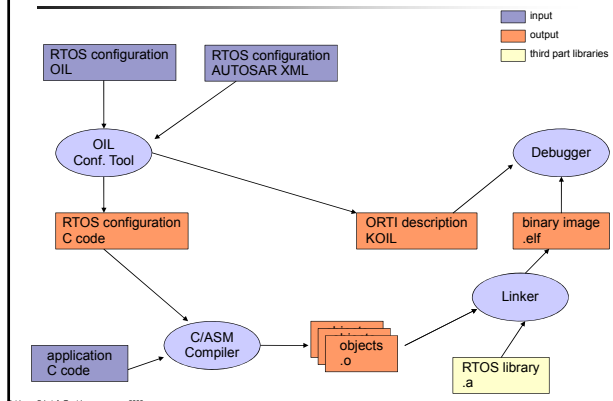 input
output
third part libraries
RTOS configuration
OIL
RTOS configuration
AUTOSAR XML
OIL
Conf. Tool
Debugger
RTOS configuration
C code
ORTI description
KOIL
binary image
.elf
Linker
C/ASM
Compiler
objects
.o
application
C code
RTOS library
.a